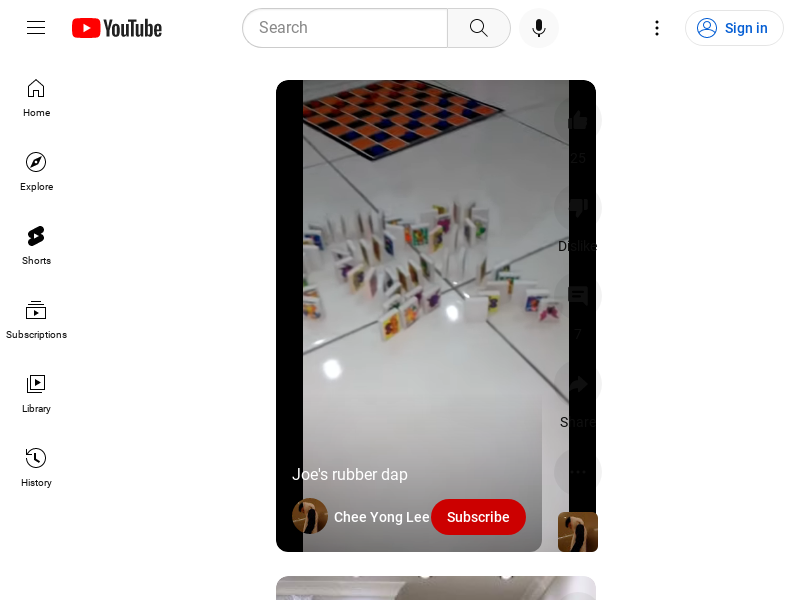 YouTube
Search
Sign in
Home
Explore
Shorts
Subscriptions
Library
History
25
Dislike
7
Share
Joe's rubber dap
Chee Yong Lee
Subscribe